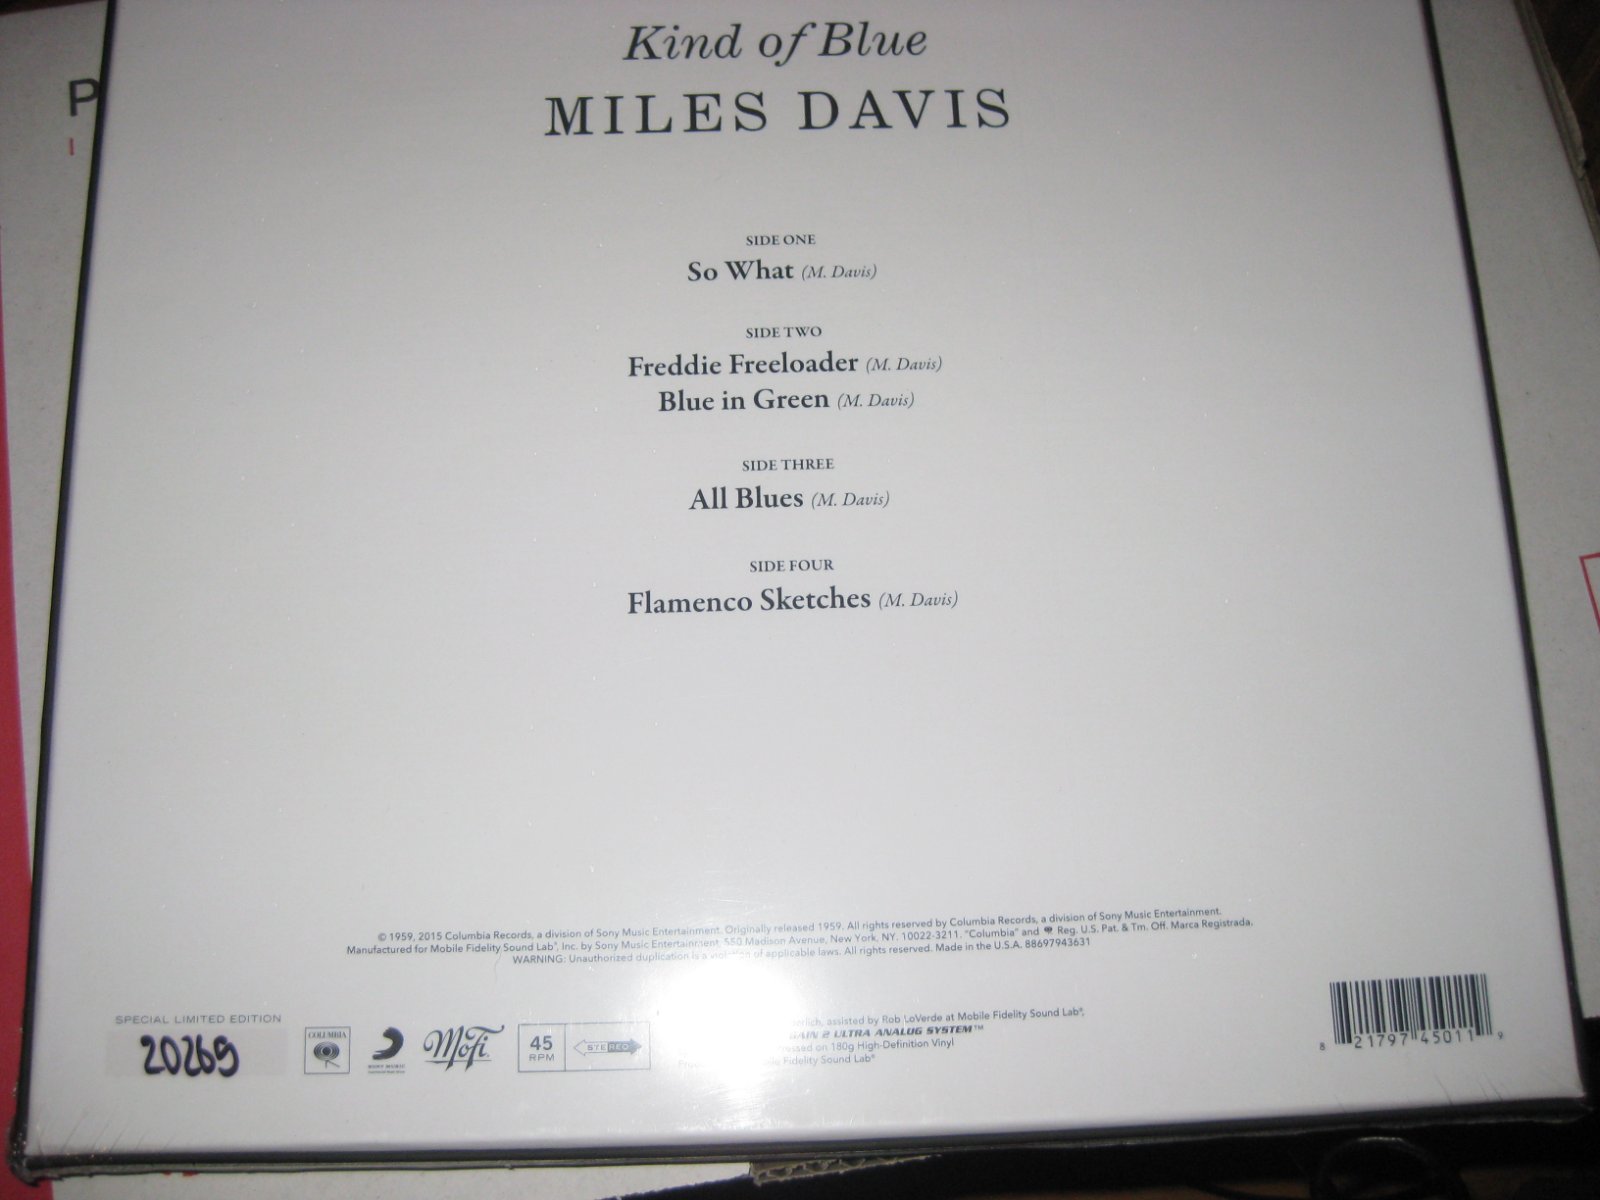 P
Kind of Blue
MILES DAVIS
SIDE ONE
So What (M. Davis)
SIDE TWO
Freddie Freeloader (M. Davis)
Blue in Green (M. Davis)
SIDE THREE
All Blues (M. Davis)
SIDE FOUR
Flamenco Sketches (M. Davis)
© 1959, 2015 Columbia Records, a division of Sony Music Entertainment. Originally released 1959. All rights reserved by Columbia Records, a division of Sony Music Entertainment.
Manufactured for Mobile Fidelity Sound Lab®, Inc. by Sony Music Entertainment, 550 Madison Avenue, New York, NY. 10022-3211. "Columbia" and Reg. U.S. Pat. & Tm. Off. Marca Registrada.
WARNING: Unauthorized duplication is a violation of applicable laws. All rights reserved. Made in the U.S.A. 88697943631
SPECIAL LIMITED EDITION
20269
COLUMBIA
SONY MUSIC
MoFi
45 RPM
STEREO
assisted by Rob LoVerde at Mobile Fidelity Sound Lab®,
GAIN 2 ULTRA ANALOG SYSTEM™
on 180g High-Definition Vinyl
Fidelity Sound Lab®
8 21797 45011 9